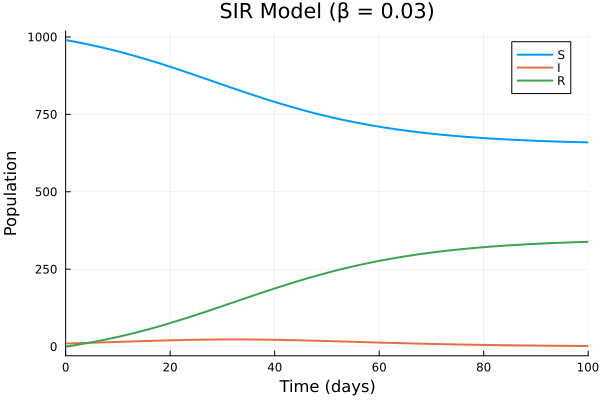 SIR Model (β = 0.03)
1000
750
500
250
0
Population
S
I
R
0 20 40 60 80 100
Time (days)